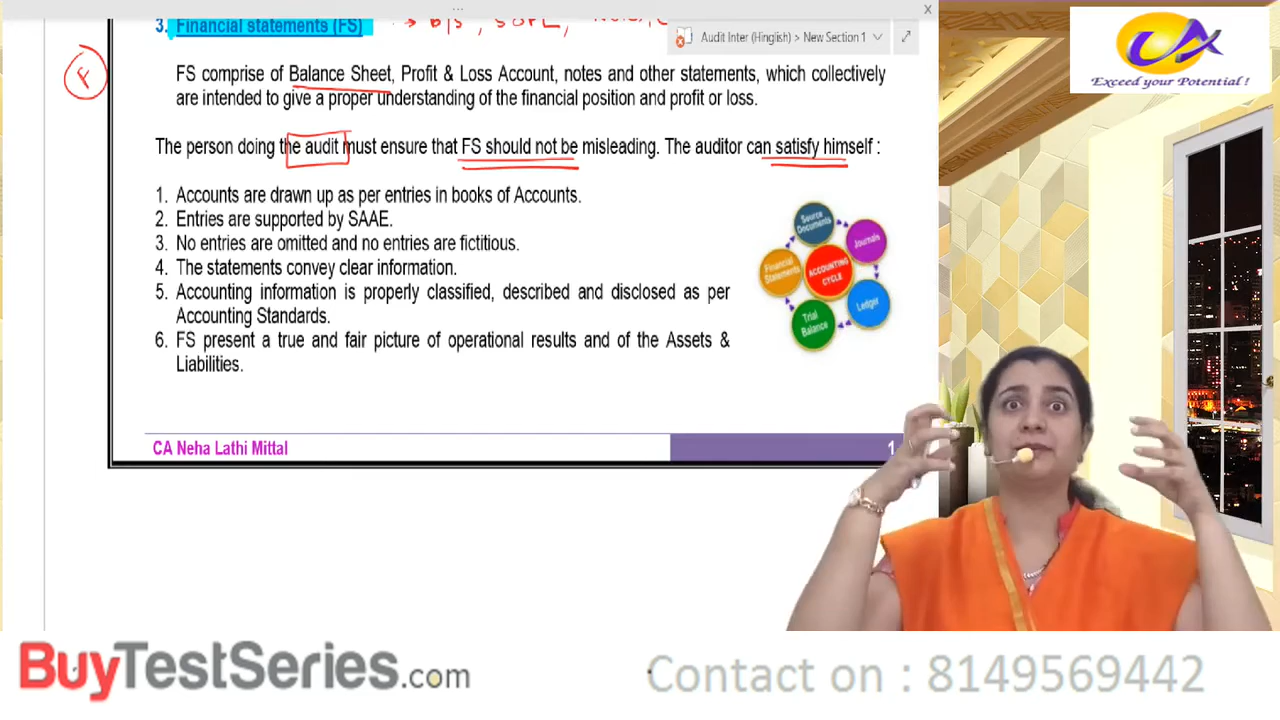 3. Financial statements (FS) → B/S , SOPL,
Audit Inter (Hinglish) > New Section 1
F
FS comprise of Balance Sheet, Profit & Loss Account, notes and other statements, which collectively
are intended to give a proper understanding of the financial position and profit or loss.
The person doing the audit must ensure that FS should not be misleading. The auditor can satisfy himself :
1. Accounts are drawn up as per entries in books of Accounts.
2. Entries are supported by SAAE.
3. No entries are omitted and no entries are fictitious.
4. The statements convey clear information.
5. Accounting information is properly classified, described and disclosed as per
Accounting Standards.
6. FS present a true and fair picture of operational results and of the Assets &
Liabilities.
Source
Documents
Journals
Ledger
Trial
Balance
Financial
Statements
ACCOUNTING
CYCLE
CA Neha Lathi Mittal
1
Exceed your Potential !
BuyTestSeries.com
Contact on : 8149569442